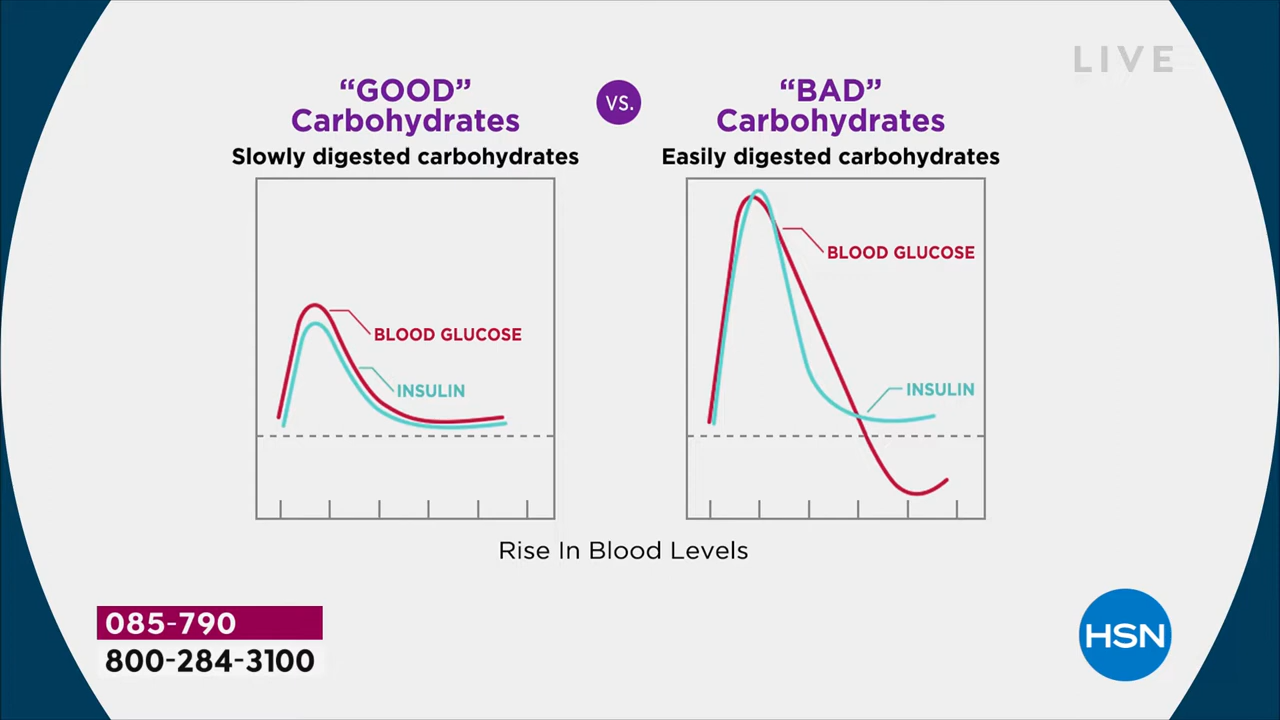 LIVE
“GOOD”
Carbohydrates
Slowly digested carbohydrates
BLOOD GLUCOSE
INSULIN
VS.
“BAD”
Carbohydrates
Easily digested carbohydrates
BLOOD GLUCOSE
INSULIN
Rise In Blood Levels
085-790
800-284-3100
HSN